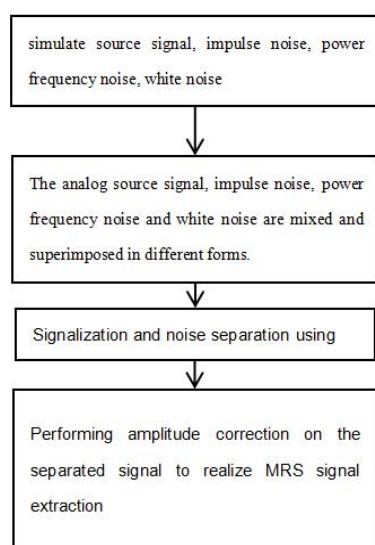 simulate source signal, impulse noise, power
frequency noise, white noise
The analog source signal, impulse noise, power
frequency noise and white noise are mixed and
superimposed in different forms.
Signalization and noise separation using
Performing amplitude correction on the
separated signal to realize MRS signal
extraction